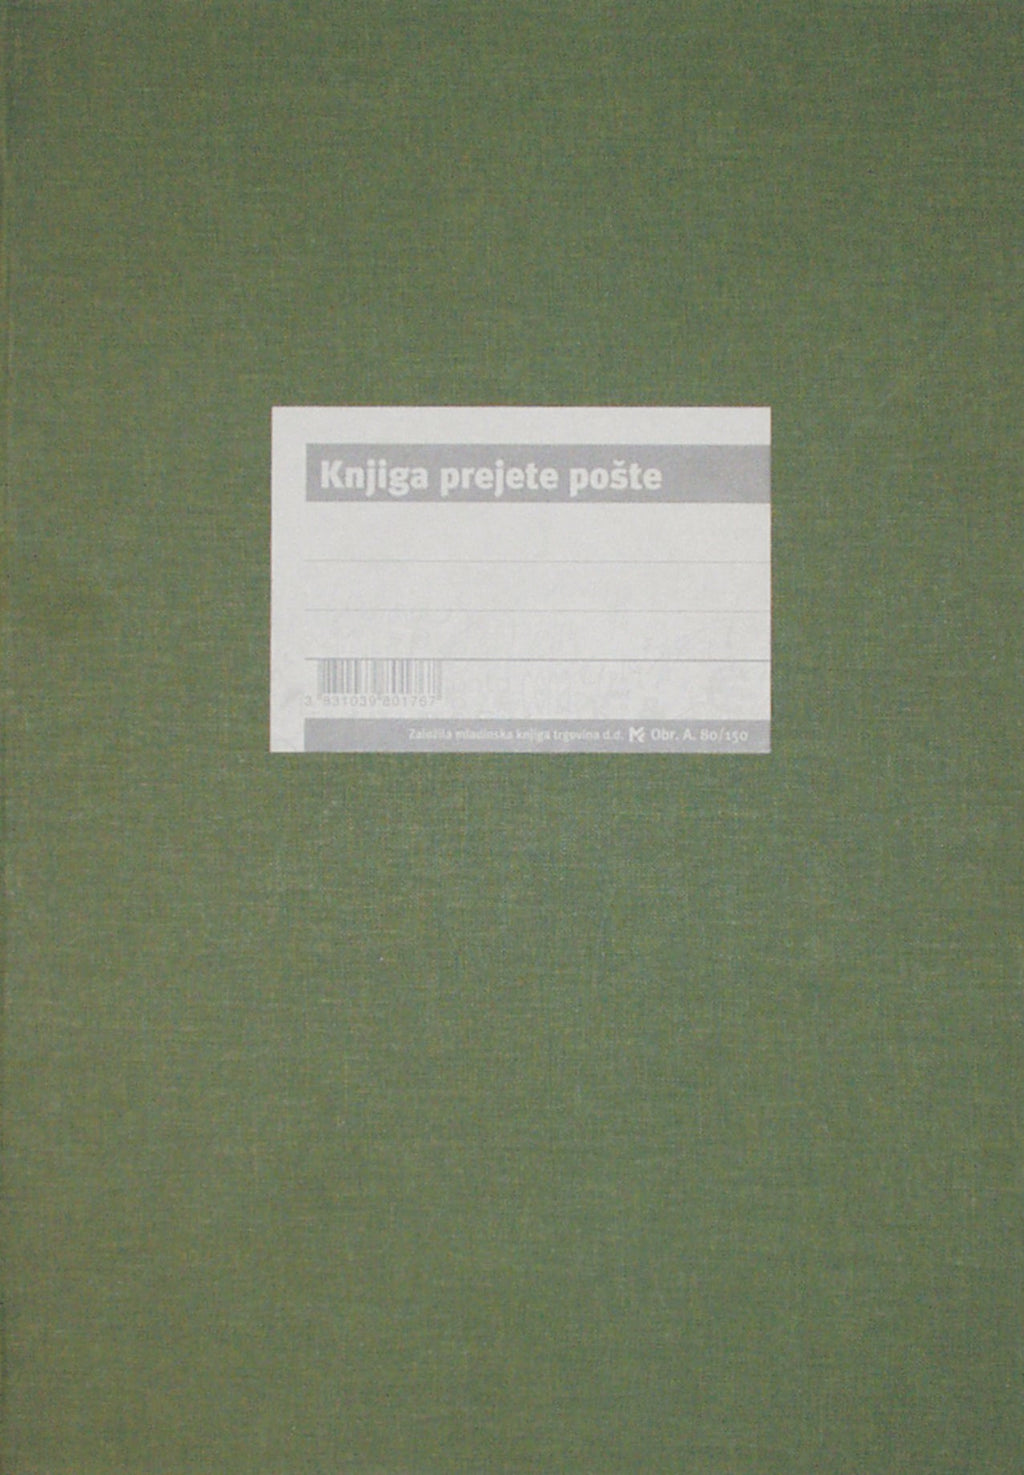 Knjiga prejete pošte
3 831039 801767
Založila mladinska knjiga trgovina d.d. Obr. A. 80/150